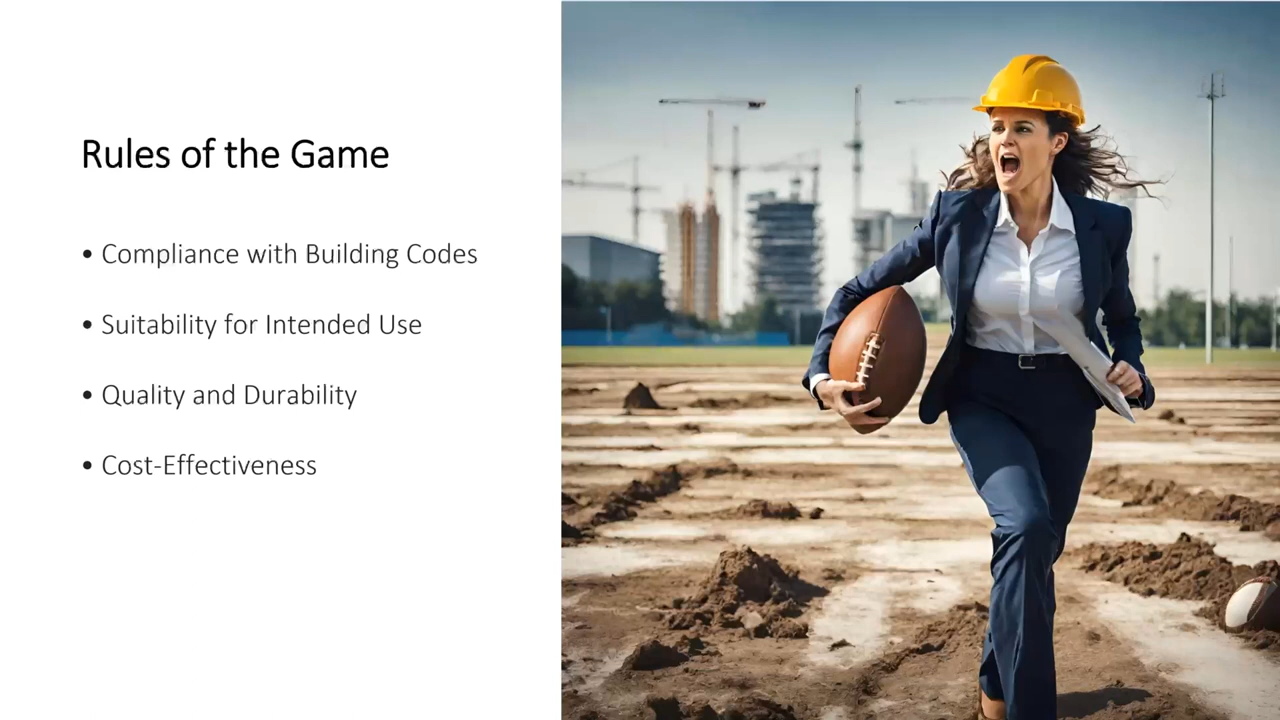 Rules of the Game
• Compliance with Building Codes
• Suitability for Intended Use
• Quality and Durability
• Cost-Effectiveness